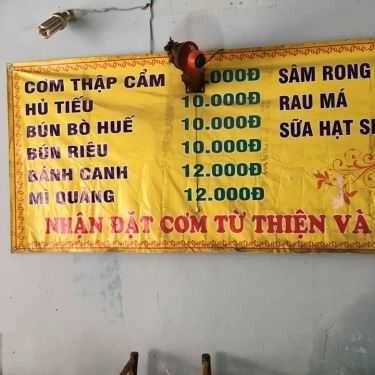 CƠM THẬP CẨM .000Đ SÂM RONG
HỦ TIẾU 10.000Đ RAU MÁ
BÚN BÒ HUẾ 10.000Đ SỮA HẠT
BÚN RIÊU 10.000Đ
BÁNH CANH 12.000Đ
MÌ QUẢNG 12.000Đ
NHẬN ĐẶT CƠM TỪ THIỆN VÀ